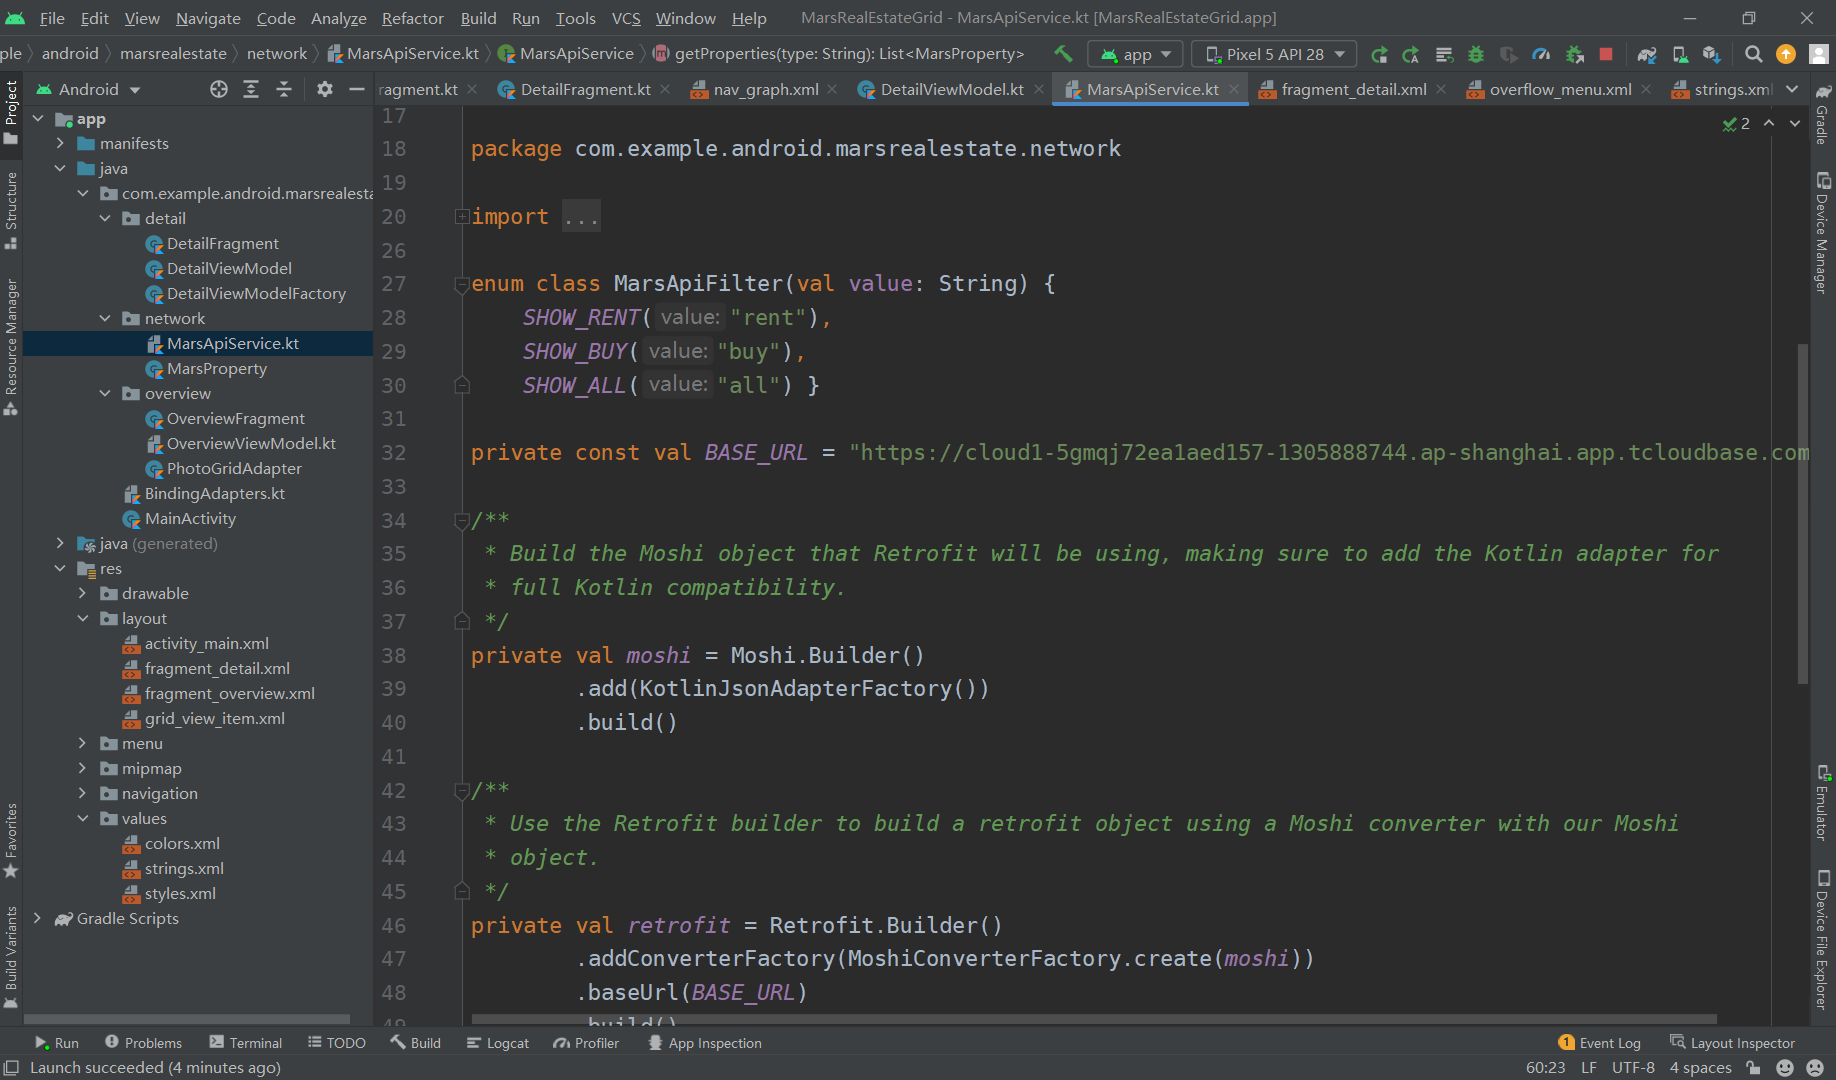 File Edit View Navigate Code Analyze Refactor Build Run Tools VCS Window Help MarsRealEstateGrid - MarsApiService.kt [MarsRealEstateGrid.app]
ple android marsrealestate network MarsApiService.kt MarsApiService getProperties(type: String): List<MarsProperty> app Pixel 5 API 28
Android
ragment.kt DetailFragment.kt nav_graph.xml DetailViewModel.kt MarsApiService.kt fragment_detail.xml overflow_menu.xml strings.xml
Project
Structure
Resource Manager
Favorites
Build Variants
app
manifests
java
com.example.android.marsrealesta
detail
DetailFragment
DetailViewModel
DetailViewModelFactory
network
MarsApiService.kt
MarsProperty
overview
OverviewFragment
OverviewViewModel.kt
PhotoGridAdapter
BindingAdapters.kt
MainActivity
java (generated)
res
drawable
layout
activity_main.xml
fragment_detail.xml
fragment_overview.xml
grid_view_item.xml
menu
mipmap
navigation
values
colors.xml
strings.xml
styles.xml
Gradle Scripts
2
17
18 package com.example.android.marsrealestate.network
19
20 import ...
26
27 enum class MarsApiFilter(val value: String) {
28 SHOW_RENT( value: "rent"),
29 SHOW_BUY( value: "buy"),
30 SHOW_ALL( value: "all") }
31
32 private const val BASE_URL = "https://cloud1-5gmqj72ea1aed157-1305888744.ap-shanghai.app.tcloudbase.com
33
34 /**
35 * Build the Moshi object that Retrofit will be using, making sure to add the Kotlin adapter for
36 * full Kotlin compatibility.
37 */
38 private val moshi = Moshi.Builder()
39 .add(KotlinJsonAdapterFactory())
40 .build()
41
42 /**
43 * Use the Retrofit builder to build a retrofit object using a Moshi converter with our Moshi
44 * object.
45 */
46 private val retrofit = Retrofit.Builder()
47 .addConverterFactory(MoshiConverterFactory.create(moshi))
48 .baseUrl(BASE_URL)
49 .build()
Gradle
Device Manager
Emulator
Device File Explorer
Run Problems Terminal TODO Build Logcat Profiler App Inspection 1 Event Log Layout Inspector
Launch succeeded (4 minutes ago) 60:23 LF UTF-8 4 spaces